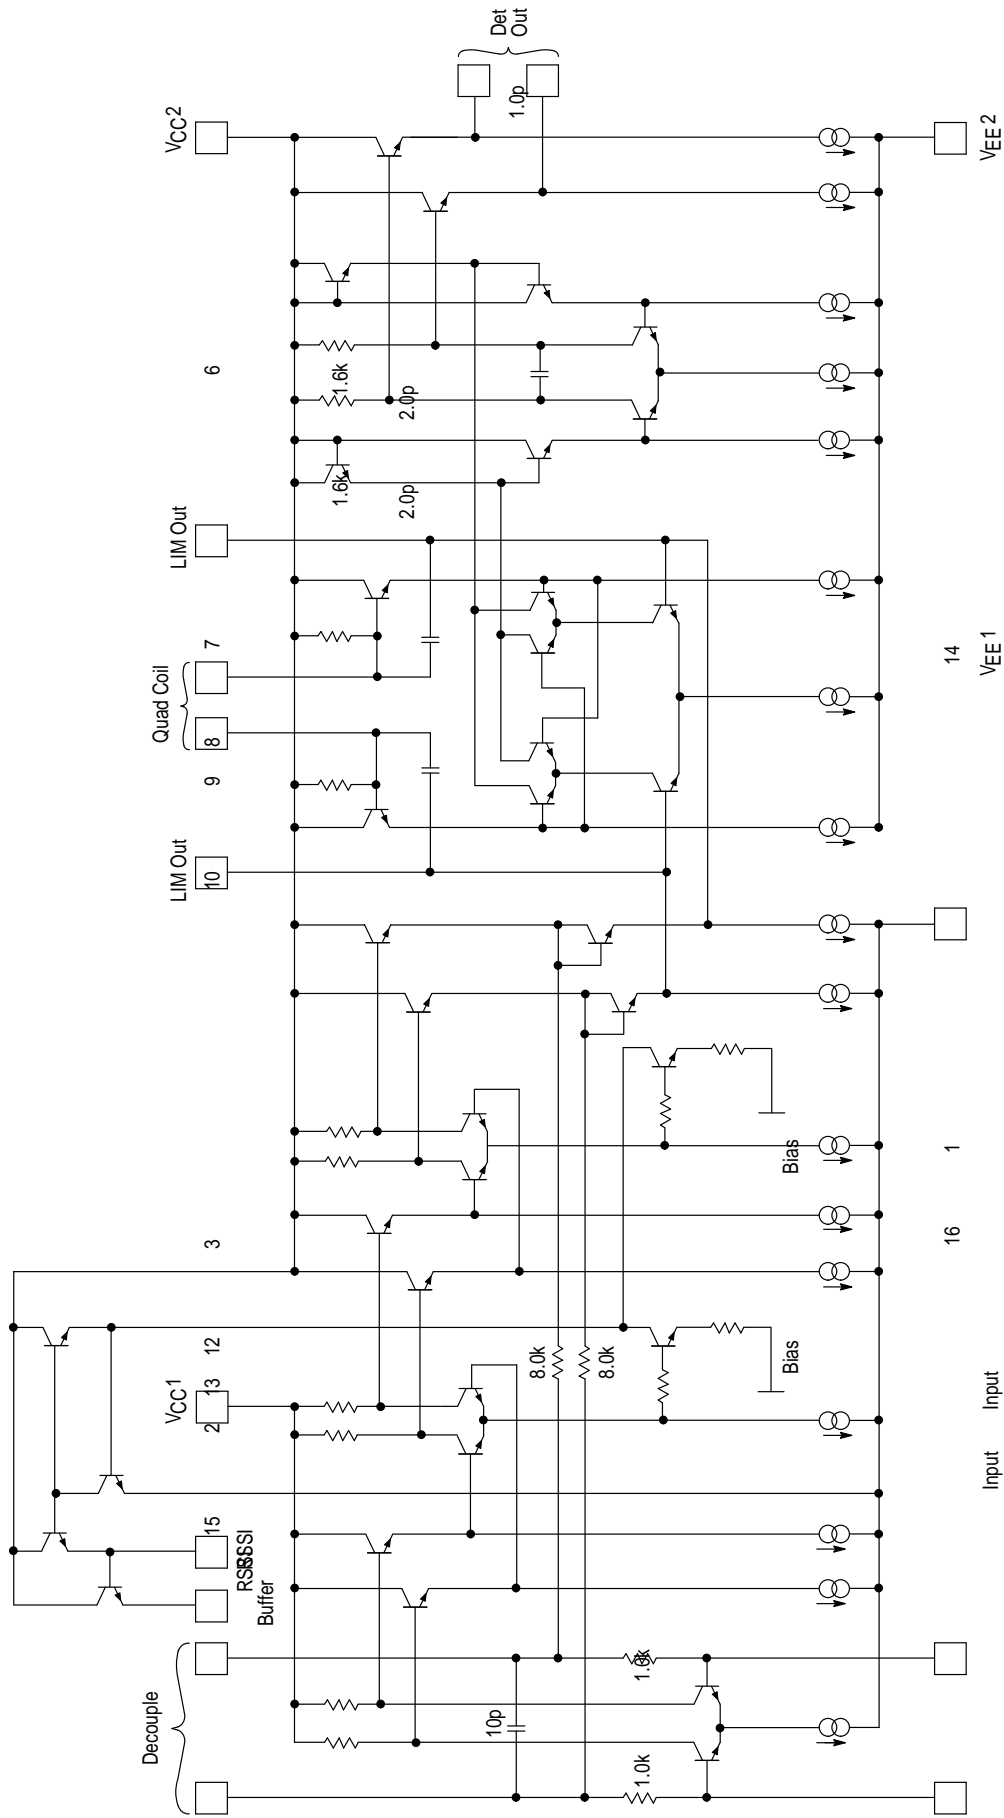 Det
Out
1.0p
VCC2
VEE2
6
1.6k
2.0p
1.6k
2.0p
LIM Out
7
Quad Coil
8
9
14
VEE1
LIM Out
10
Bias
1
3
16
12
8.0k
8.0k
Bias
VCC1
13
2
Input
Input
15
RSSI
RSSI
Buffer
Decouple
10p
1.0k
1.0k